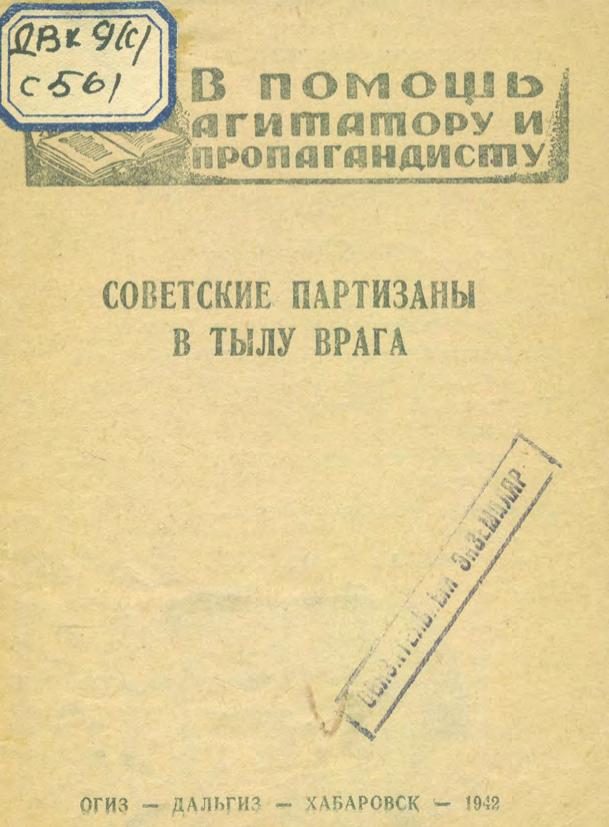 ДВк 9(с)
С561
В ПОМОЩЬ
АГИТАТОРУ И
ПРОПАГАНДИСТУ
СОВЕТСКИЕ ПАРТИЗАНЫ
В ТЫЛУ ВРАГА
ОБЯЗАТЕЛЬНЫЙ ЭКЗЕМПЛЯР
ОГИЗ — ДАЛЬГИЗ — ХАБАРОВСК — 1942